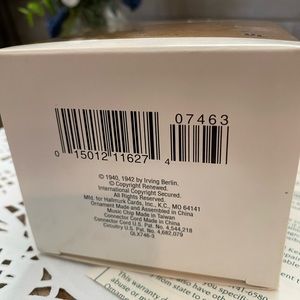 07463
0 15012 11627 4
© 1940, 1942 by Irving Berlin.
© Copyright Renewed.
International Copyright Secured.
All Rights Reserved.
Mfd. for Hallmark Cards, Inc., K.C., MO 64141
Ornament Made and Assembled in China
Music Chip Made in Taiwan
Connector Cord Made in China
Connector Cord U.S. Pat. No. 4,544,218
Circuitry U.S. Pat. No. 4,682,079
QLX746-3
This warranty